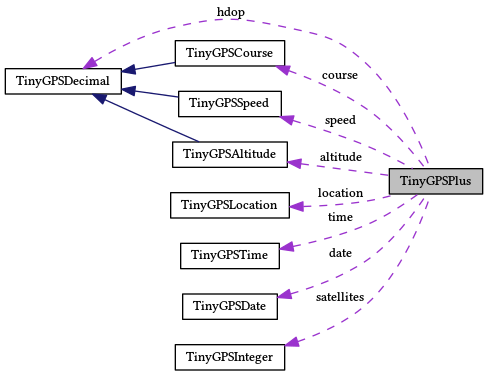 hdop
TinyGPSCourse
TinyGPSDecimal
course
TinyGPSSpeed
speed
TinyGPSAltitude
altitude
TinyGPSPlus
location
TinyGPSLocation
time
TinyGPSTime
date
TinyGPSDate
satellites
TinyGPSInteger